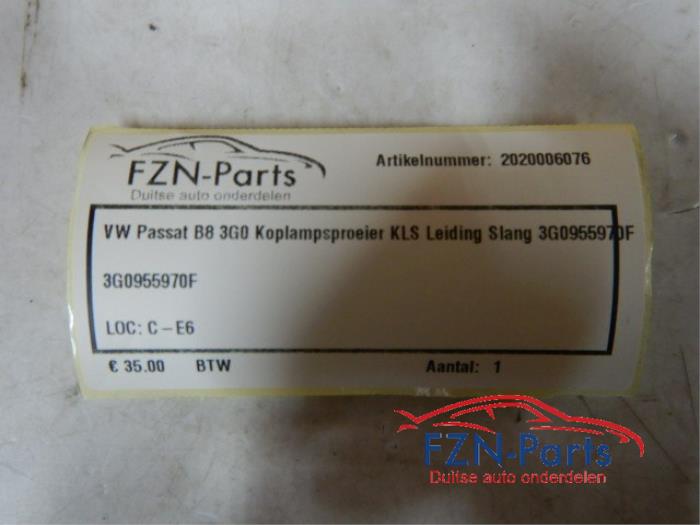 FZN-Parts
Duitse auto onderdelen
Artikelnummer: 2020006076
VW Passat B8 3G0 Koplampsproeier KLS Leiding Slang 3G0955970F
3G0955970F
LOC: C - E6
€ 35.00 BTW Aantal: 1
FZN-Parts
Duitse auto onderdelen